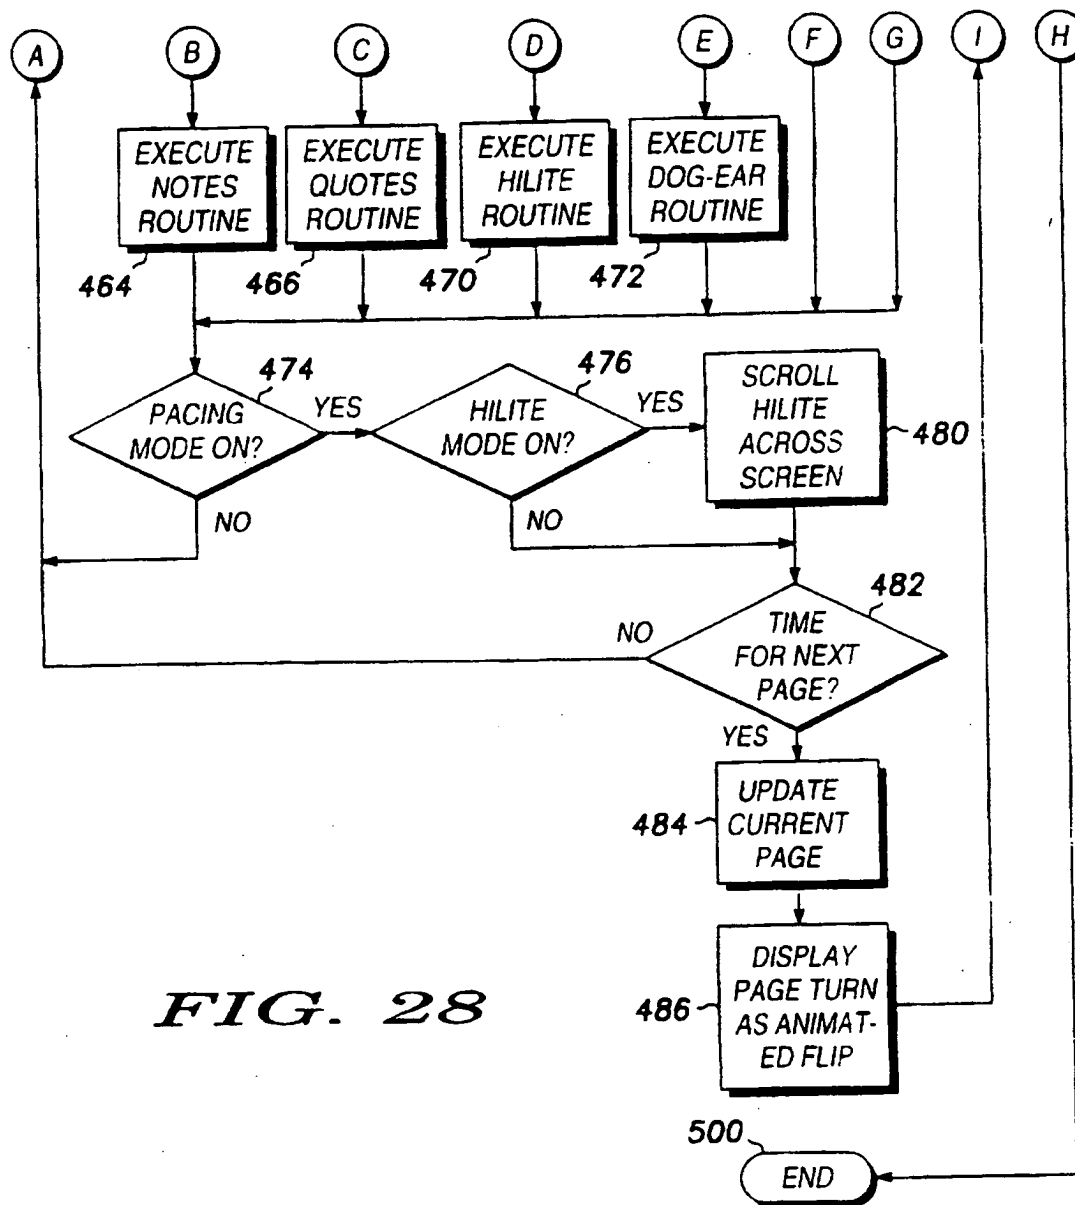 A
B
C
D
E
F
G
I
H
EXECUTE
NOTES
ROUTINE
464
EXECUTE
QUOTES
ROUTINE
466
EXECUTE
HILITE
ROUTINE
470
EXECUTE
DOG-EAR
ROUTINE
472
PACING
MODE ON?
474
YES
NO
HILITE
MODE ON?
476
YES
NO
SCROLL
HILITE
ACROSS
SCREEN
480
TIME
FOR NEXT
PAGE?
482
NO
YES
UPDATE
CURRENT
PAGE
484
DISPLAY
PAGE TURN
AS ANIMAT-
ED FLIP
486
FIG. 28
500
END